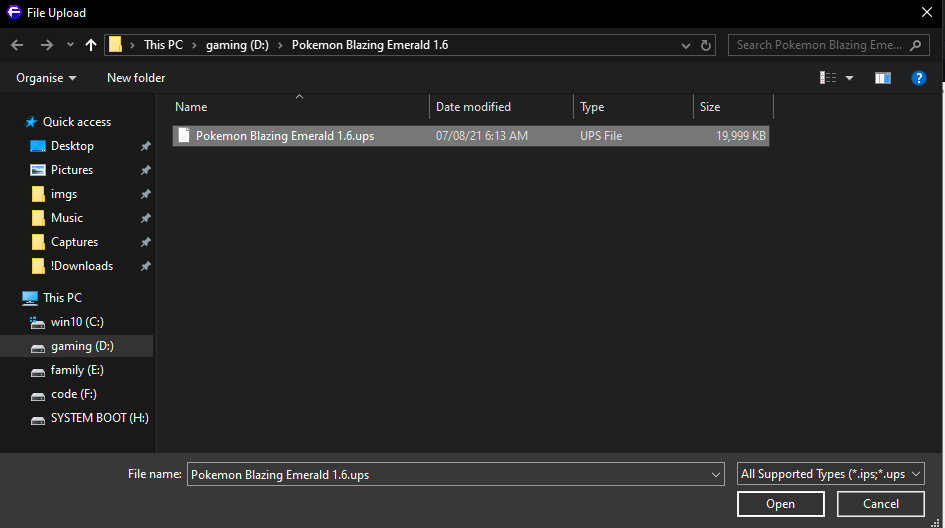 File Upload
This PC > gaming (D:) > Pokemon Blazing Emerald 1.6
Search Pokemon Blazing Eme...
Organise
New folder
Name
Date modified
Type
Size
Pokemon Blazing Emerald 1.6.ups
07/08/21 6:13 AM
UPS File
19,999 KB
Quick access
Desktop
Pictures
imgs
Music
Captures
!Downloads
This PC
win10 (C:)
gaming (D:)
family (E:)
code (F:)
SYSTEM BOOT (H:)
File name:
Pokemon Blazing Emerald 1.6.ups
All Supported Types (*.ips;*.ups
Open
Cancel